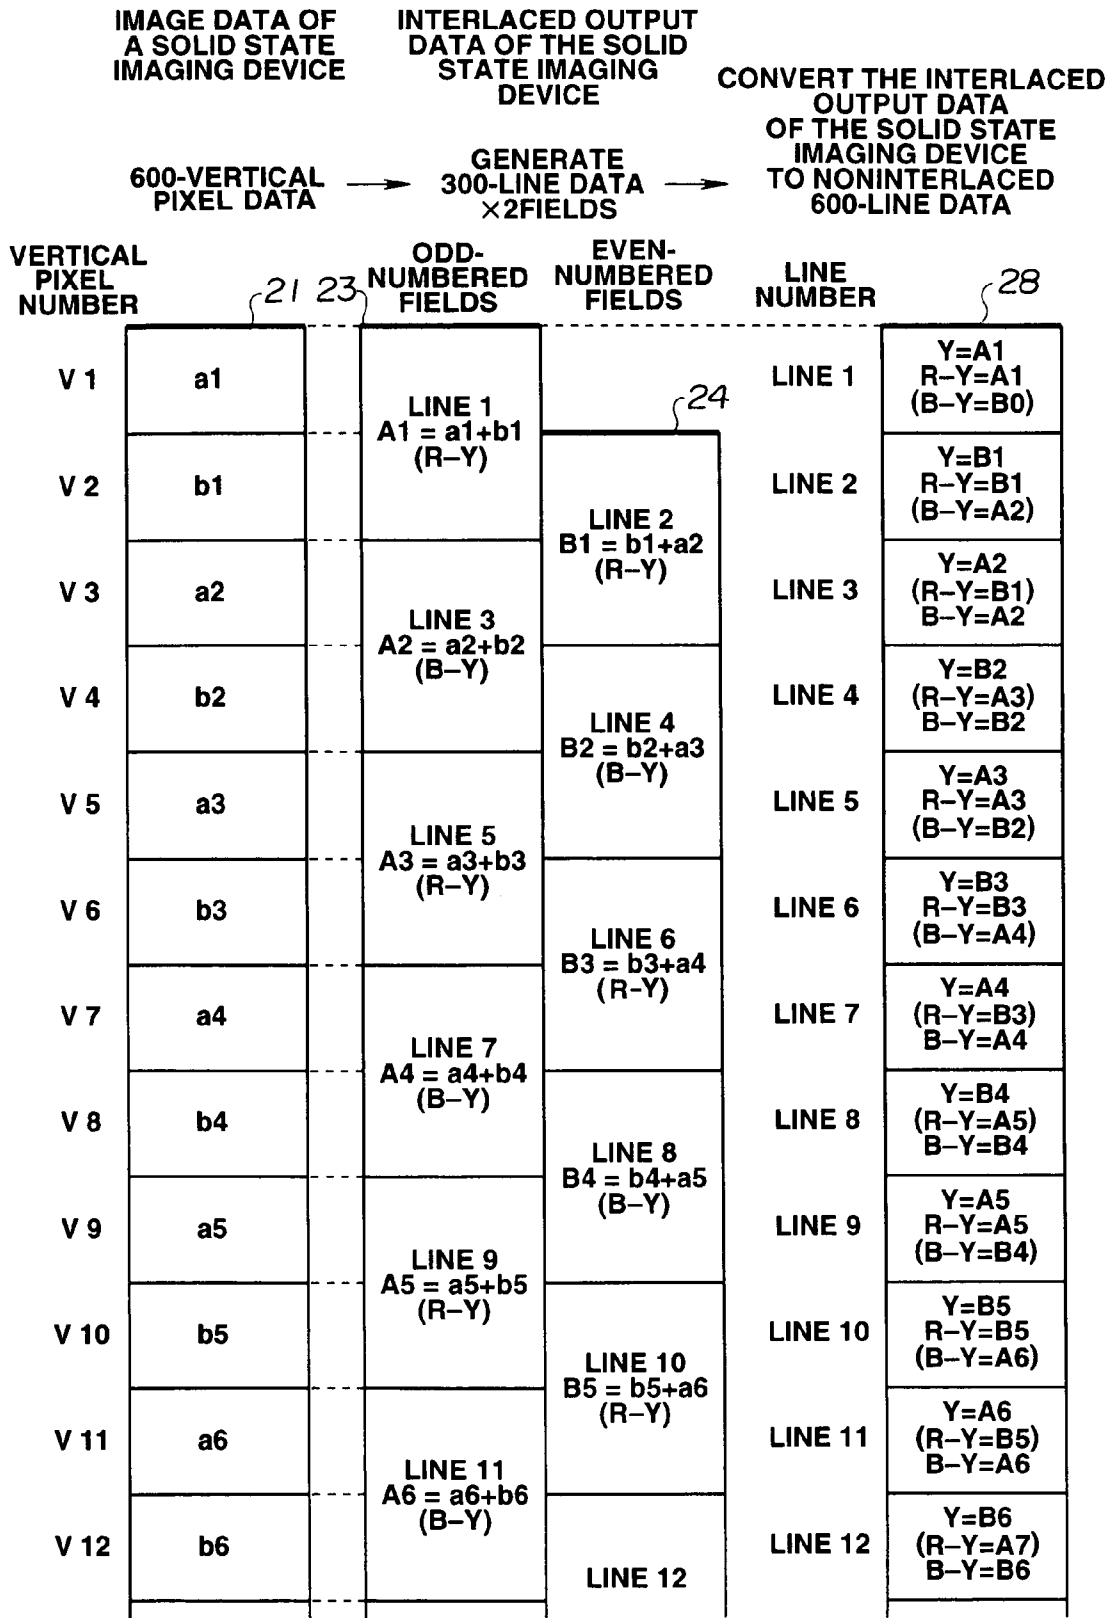 IMAGE DATA OF
A SOLID STATE
IMAGING DEVICE
INTERLACED OUTPUT
DATA OF THE SOLID
STATE IMAGING
DEVICE
CONVERT THE INTERLACED
OUTPUT DATA
OF THE SOLID STATE
IMAGING DEVICE
TO NONINTERLACED
600-LINE DATA
600-VERTICAL
PIXEL DATA
GENERATE
300-LINE DATA
×2FIELDS
VERTICAL
PIXEL
NUMBER
21
23
ODD-
NUMBERED
FIELDS
EVEN-
NUMBERED
FIELDS
24
LINE
NUMBER
28
V 1
a1
V 2
b1
V 3
a2
V 4
b2
V 5
a3
V 6
b3
V 7
a4
V 8
b4
V 9
a5
V 10
b5
V 11
a6
V 12
b6
LINE 1
A1 = a1+b1
(R–Y)
LINE 3
A2 = a2+b2
(B–Y)
LINE 5
A3 = a3+b3
(R–Y)
LINE 7
A4 = a4+b4
(B–Y)
LINE 9
A5 = a5+b5
(R–Y)
LINE 11
A6 = a6+b6
(B–Y)
LINE 2
B1 = b1+a2
(R–Y)
LINE 4
B2 = b2+a3
(B–Y)
LINE 6
B3 = b3+a4
(R-Y)
LINE 8
B4 = b4+a5
(B–Y)
LINE 10
B5 = b5+a6
(R–Y)
LINE 12
LINE 1
Y=A1
R–Y=A1
(B–Y=B0)
LINE 2
Y=B1
R–Y=B1
(B–Y=A2)
LINE 3
Y=A2
(R–Y=B1)
B–Y=A2
LINE 4
Y=B2
(R–Y=A3)
B–Y=B2
LINE 5
Y=A3
R–Y=A3
(B–Y=B2)
LINE 6
Y=B3
R–Y=B3
(B–Y=A4)
LINE 7
Y=A4
(R–Y=B3)
B–Y=A4
LINE 8
Y=B4
(R–Y=A5)
B–Y=B4
LINE 9
Y=A5
R–Y=A5
(B–Y=B4)
LINE 10
Y=B5
R–Y=B5
(B–Y=A6)
LINE 11
Y=A6
(R–Y=B5)
B–Y=A6
LINE 12
Y=B6
(R–Y=A7)
B–Y=B6